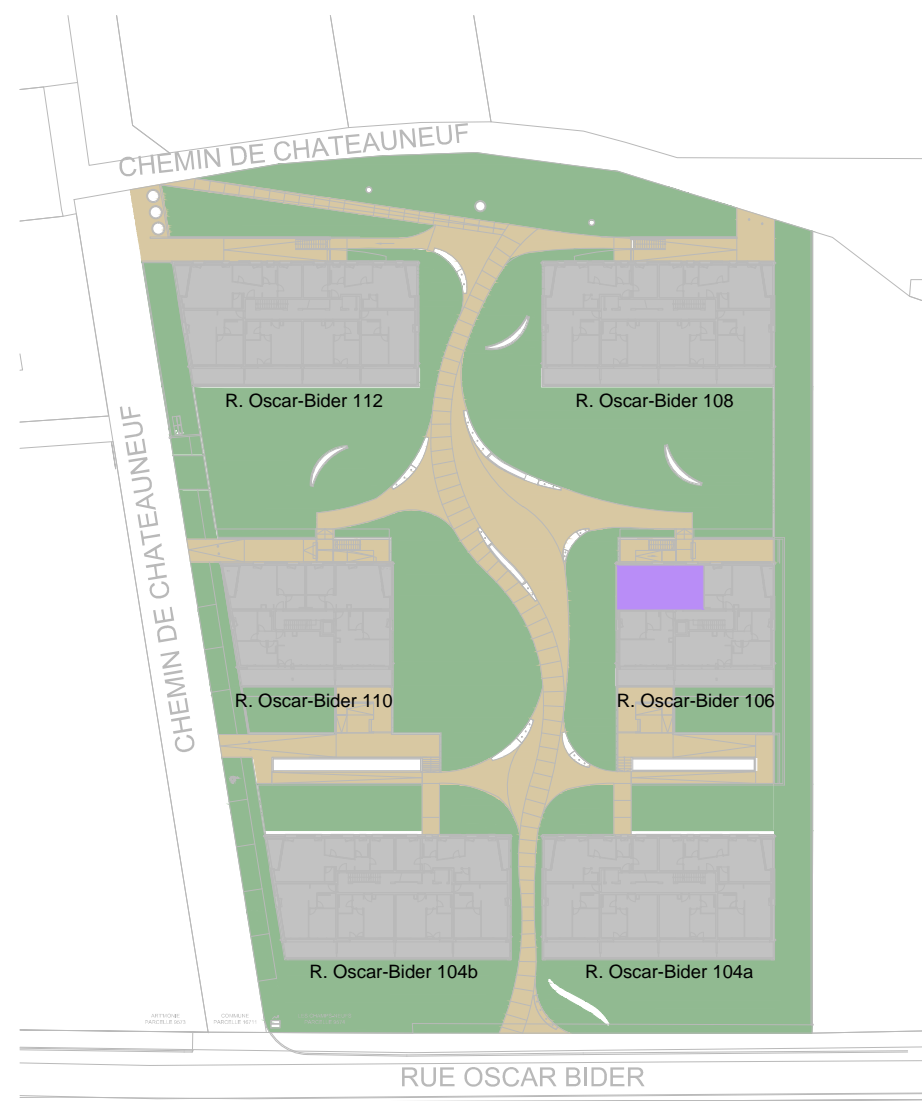 CHEMIN DE CHATEAUNEUF
R. Oscar-Bider 112
R. Oscar-Bider 108
CHEMIN DE CHATEAUNEUF
R. Oscar-Bider 110
R. Oscar-Bider 106
R. Oscar-Bider 104b
R. Oscar-Bider 104a
COMMUNE
RUE OSCAR BIDER